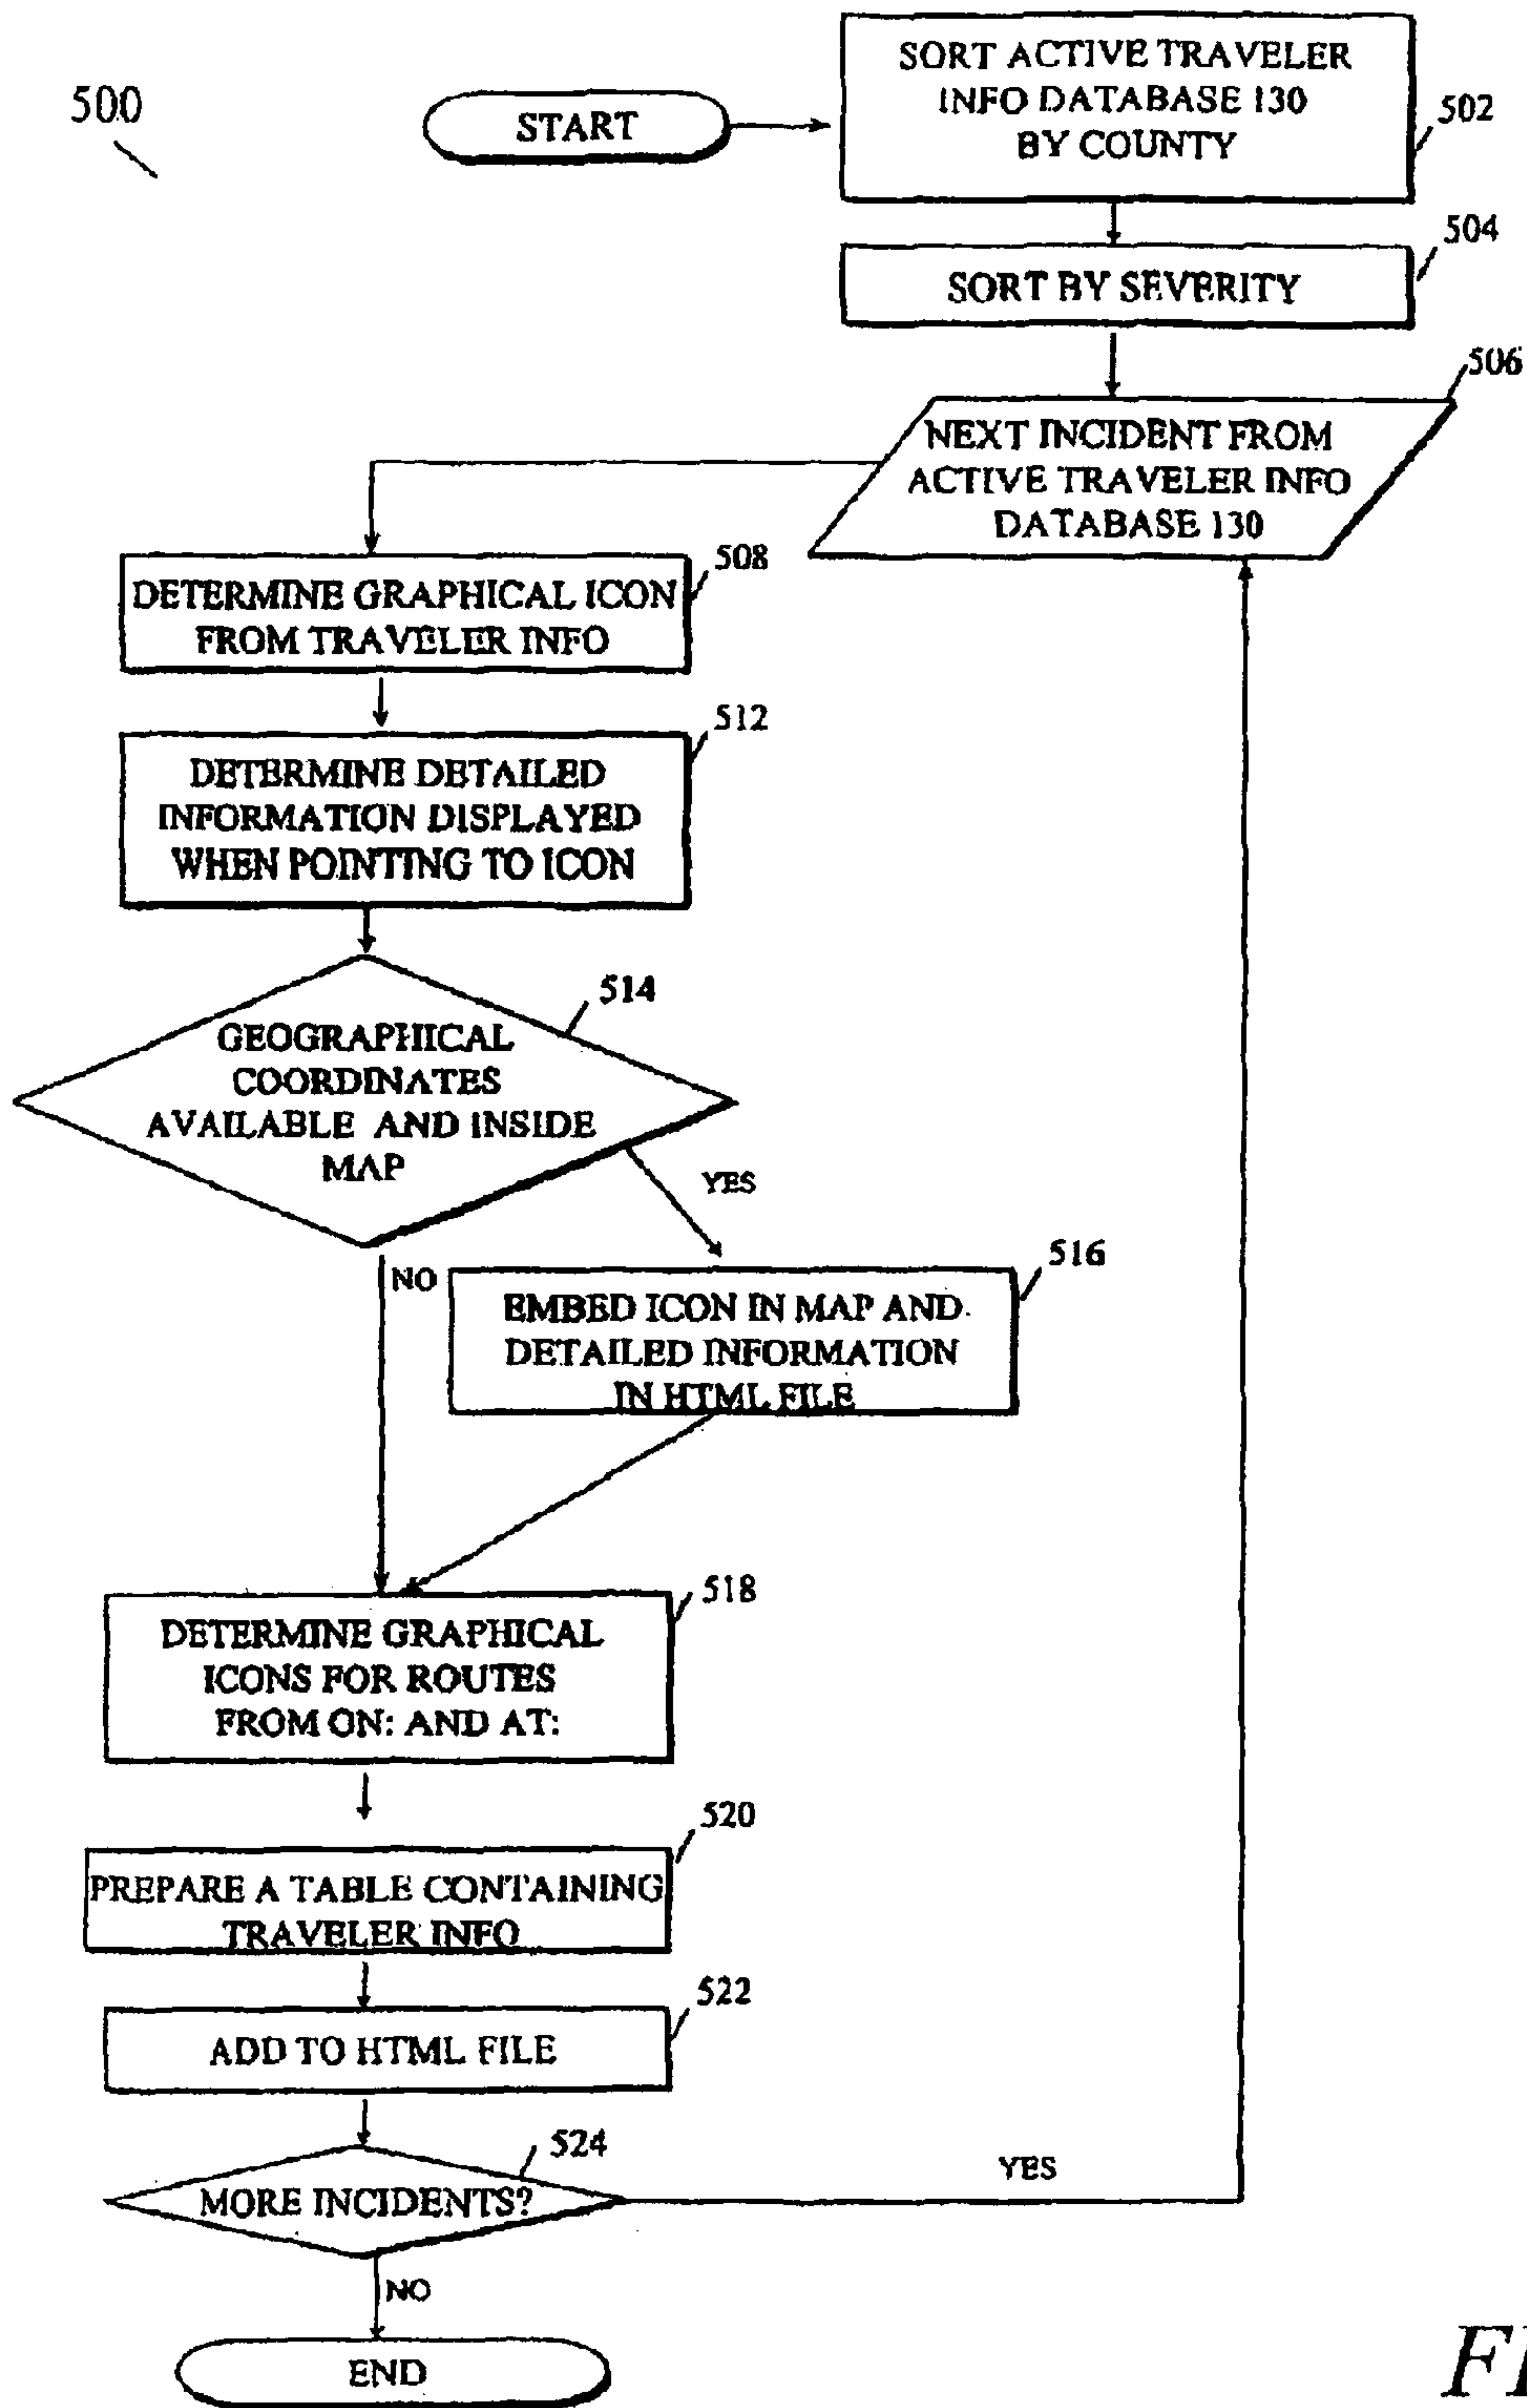 500
START
SORT ACTIVE TRAVELER
INFO DATABASE 130
BY COUNTY
502
SORT BY SEVERITY
504
NEXT INCIDENT FROM
ACTIVE TRAVELER INFO
DATABASE 130
506
DETERMINE GRAPHICAL ICON
FROM TRAVELER INFO
508
DETERMINE DETAILED
INFORMATION DISPLAYED
WHEN POINTING TO ICON
512
GEOGRAPHICAL
COORDINATES
AVAILABLE AND INSIDE
MAP
514
YES
NO
EMBED ICON IN MAP AND
DETAILED INFORMATION
IN HTML FILE
516
DETERMINE GRAPHICAL
ICONS FOR ROUTES
FROM ON: AND AT:
518
PREPARE A TABLE CONTAINING
TRAVELER INFO
520
ADD TO HTML FILE
522
MORE INCIDENTS?
524
YES
NO
END